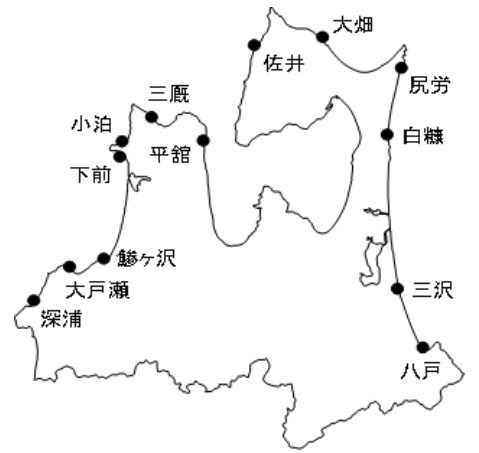 大畑
佐井
尻労
三厩
小泊
白糠
平舘
下前
鰺ヶ沢
大戸瀬
三沢
深浦
八戸